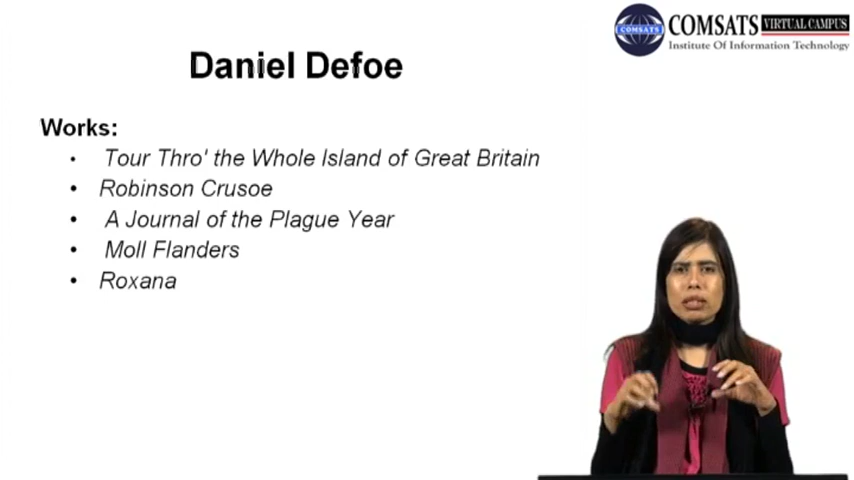 COMSATS VIRTUAL CAMPUS
COMSATS
Institute Of Information Technology
Daniel Defoe
Works:
• Tour Thro' the Whole Island of Great Britain
• Robinson Crusoe
• A Journal of the Plague Year
• Moll Flanders
• Roxana